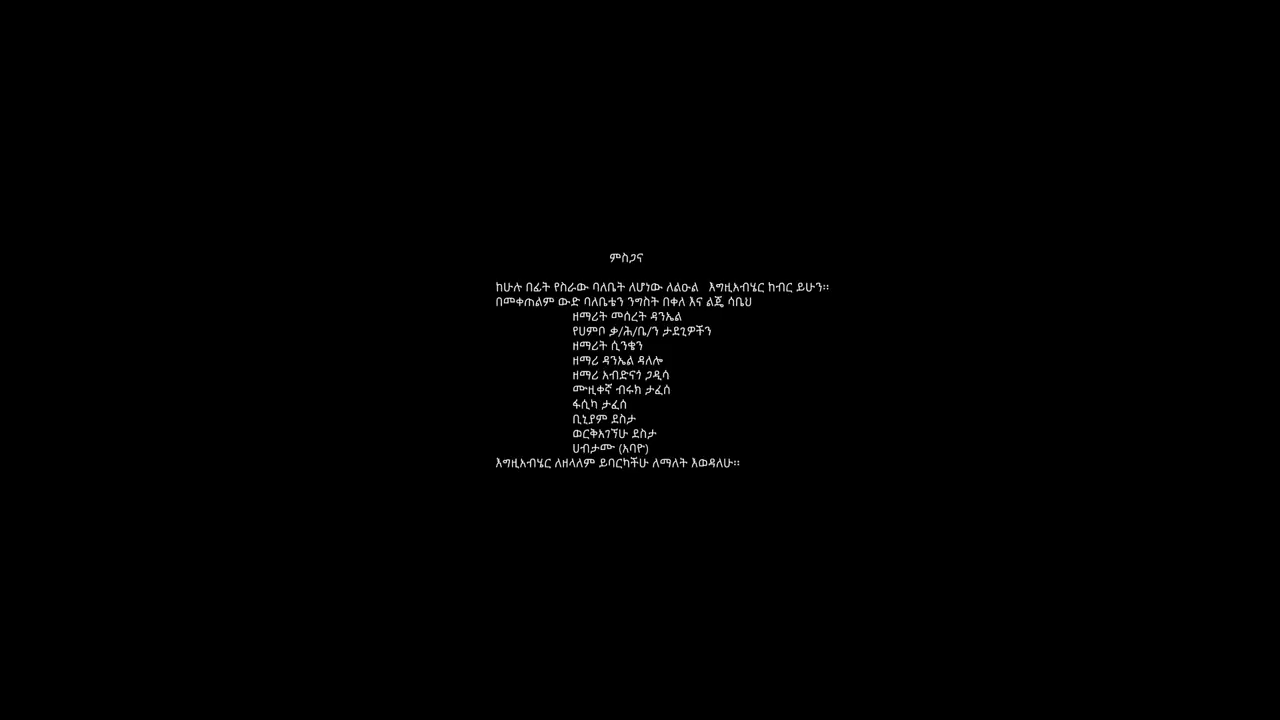 ምስጋና
ከሁሉ በፊት የስራው ባለቤት ለሆነው ለልዑል እግዚአብሄር ክብር ይሁን።
በመቀጠልም ውድ ባለቤቴን ንግስት በቀለ እና ልጄ ሳቤህ
ዘማሪት መሰረት ዳንኤል
የሀምቦ ቃ/ሕ/ቤ/ን ታደጊዎችን
ዘማሪት ሲንቄን
ዘማሪ ዳንኤል ዳለሎ
ዘማሪ አብድናጎ ጋዲሳ
ሙዚቀኛ ብሩክ ታፈሰ
ፋሲካ ታፈሰ
ቢኒያም ደስታ
ወርቅአገኘሁ ደስታ
ሀብታሙ (አባዮ)
እግዚአብሄር ለዘላለም ይባርካችሁ ለማለት እወዳለሁ።